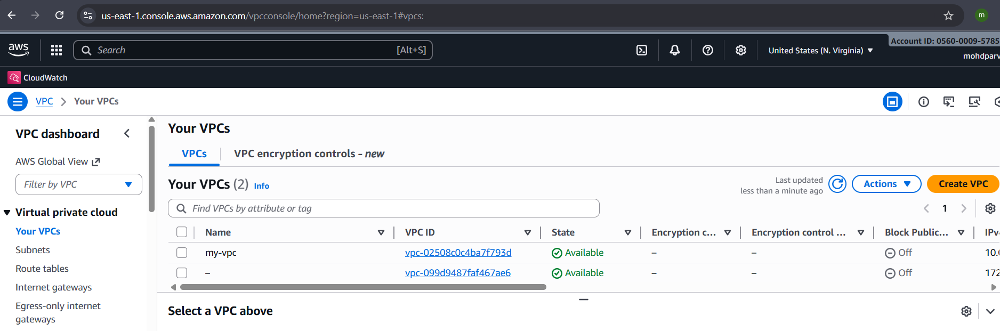 us-east-1.console.aws.amazon.com/vpcconsole/home?region=us-east-1#vpcs:
m
aws
Search
[Alt+S]
United States (N. Virginia)
Account ID: 0560-0009-5785
mohdparv
CloudWatch
VPC
Your VPCs
VPC dashboard
AWS Global View
Filter by VPC
Virtual private cloud
Your VPCs
Subnets
Route tables
Internet gateways
Egress-only internet
gateways
Your VPCs
VPCs
VPC encryption controls - new
Your VPCs (2) Info
Last updated
less than a minute ago
Actions
Create VPC
Find VPCs by attribute or tag
1
Name VPC ID State Encryption c... Encryption control ... Block Public... IPv
my-vpc vpc-02508c0c4ba7f793d Available – – Off 10.
– vpc-099d9487faf467ae6 Available – – Off 172
Select a VPC above